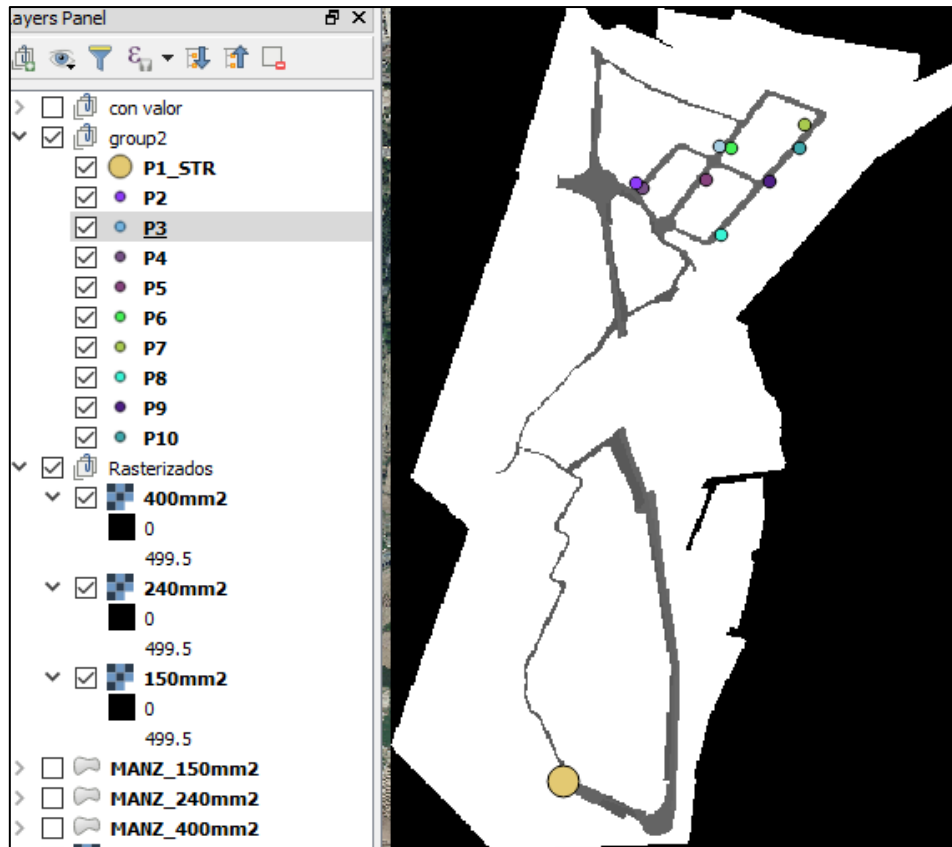 ayers Panel
con valor
group2
P1_STR
P2
P3
P4
P5
P6
P7
P8
P9
P10
Rasterizados
400mm2
0
499.5
240mm2
0
499.5
150mm2
0
499.5
MANZ_150mm2
MANZ_240mm2
MANZ_400mm2